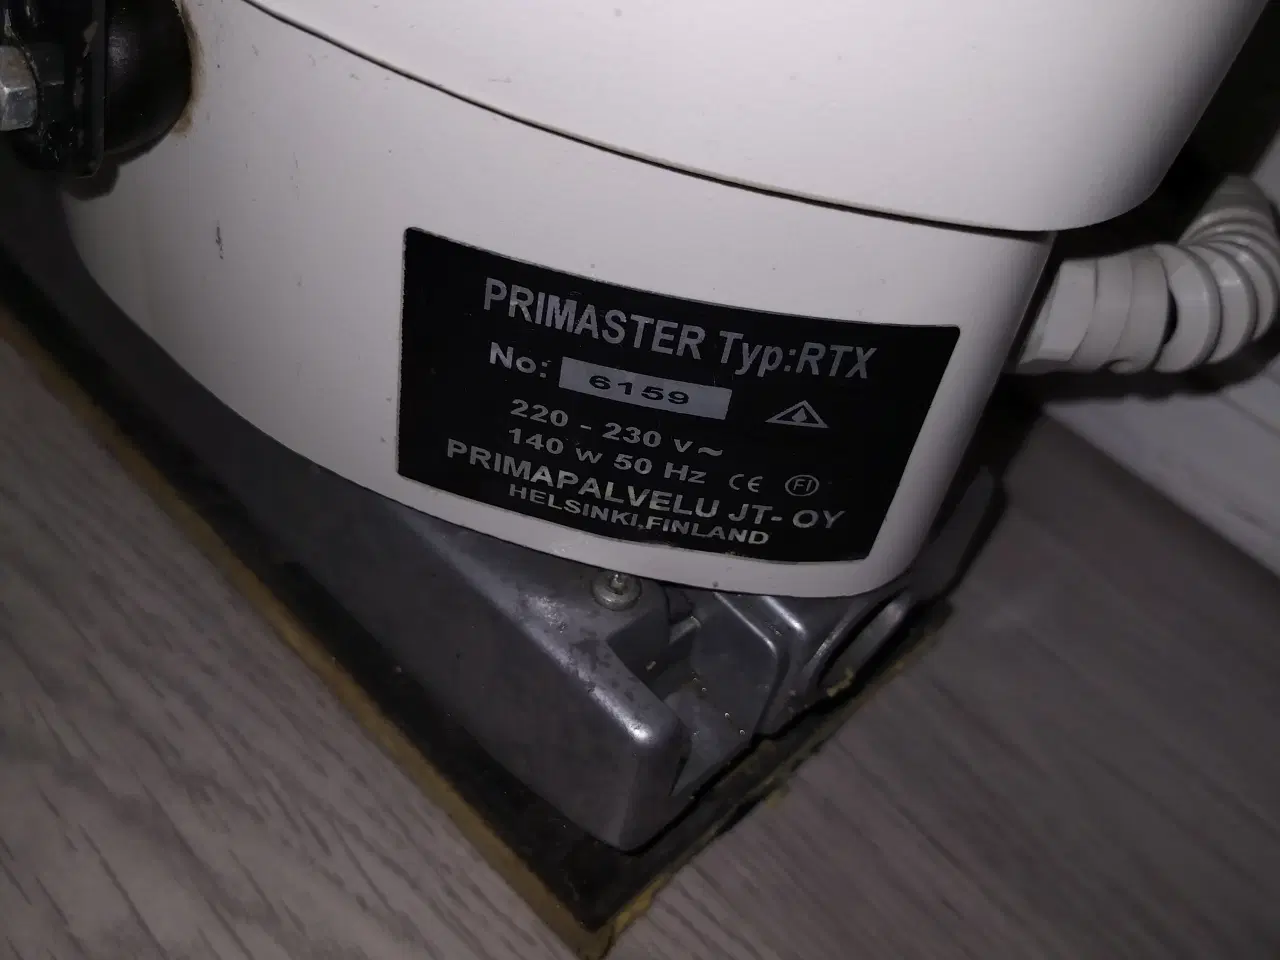 PRIMASTER Typ:RTX
No: 6159
220 - 230 v~
140 w 50 Hz CE FI
PRIMAPALVELU JT- OY
HELSINKI,FINLAND